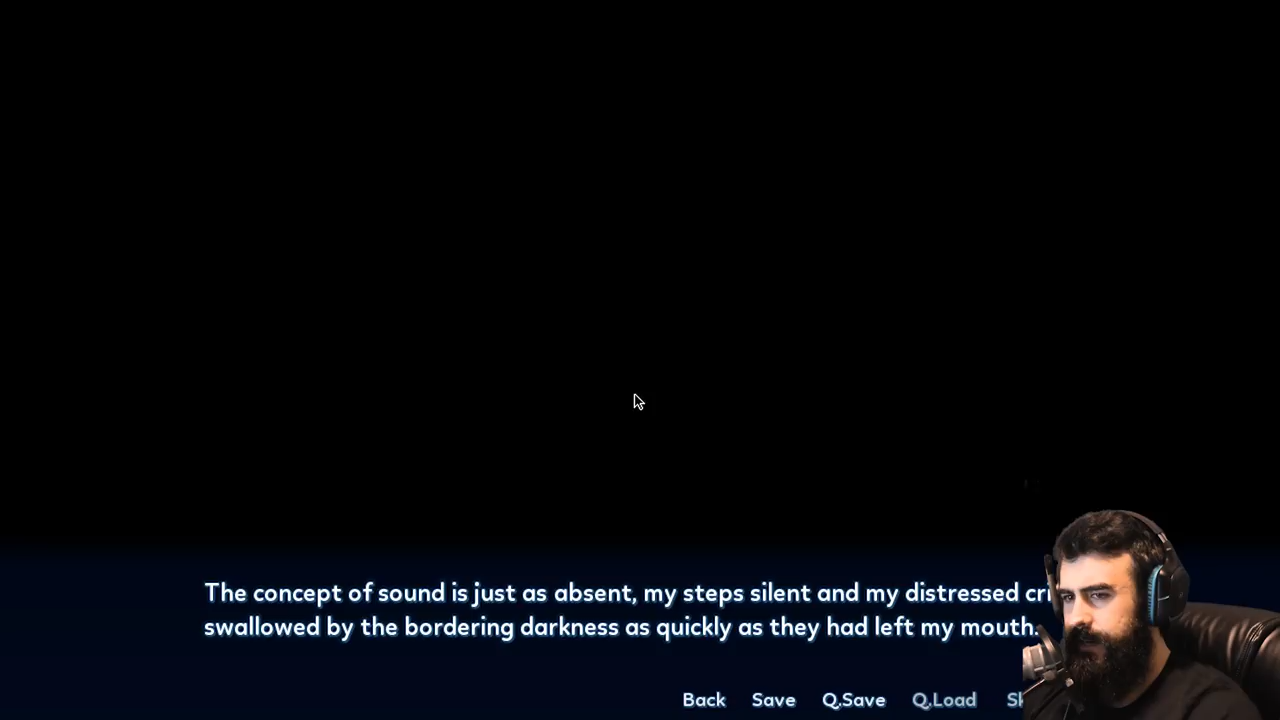 The concept of sound is just as absent, my steps silent and my distressed
swallowed by the bordering darkness as quickly as they had left my mouth.
Back Save Q.Save Q.Load